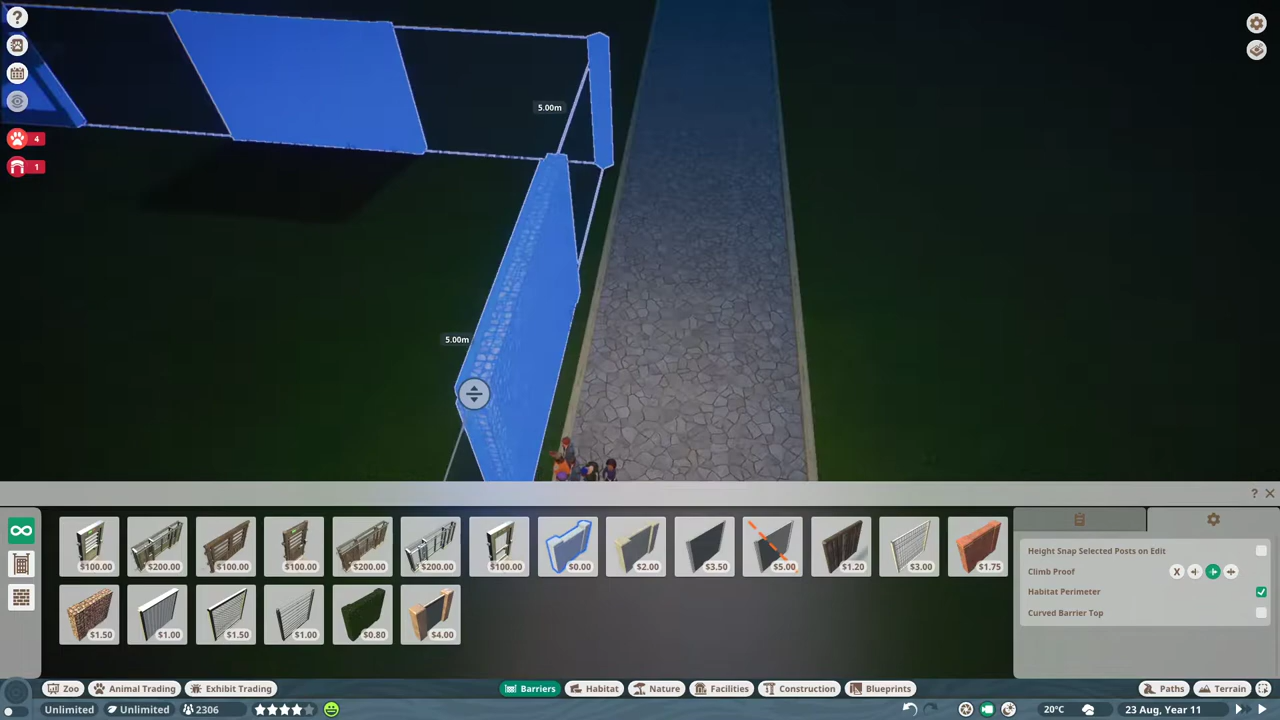 ?
4
1
5.00m
5.00m
? X
$100.00 $200.00 $100.00 $100.00 $200.00 $200.00 $100.00 $0.00 $2.00 $3.50 $5.00 $1.20 $3.00 $1.75
$1.50 $1.00 $1.50 $1.00 $0.80 $4.00
Height Snap Selected Posts on Edit
Climb Proof X
Habitat Perimeter
Curved Barrier Top
Zoo Animal Trading Exhibit Trading Barriers Habitat Nature Facilities Construction Blueprints Paths Terrain
Unlimited Unlimited 2306 20°C 23 Aug, Year 11